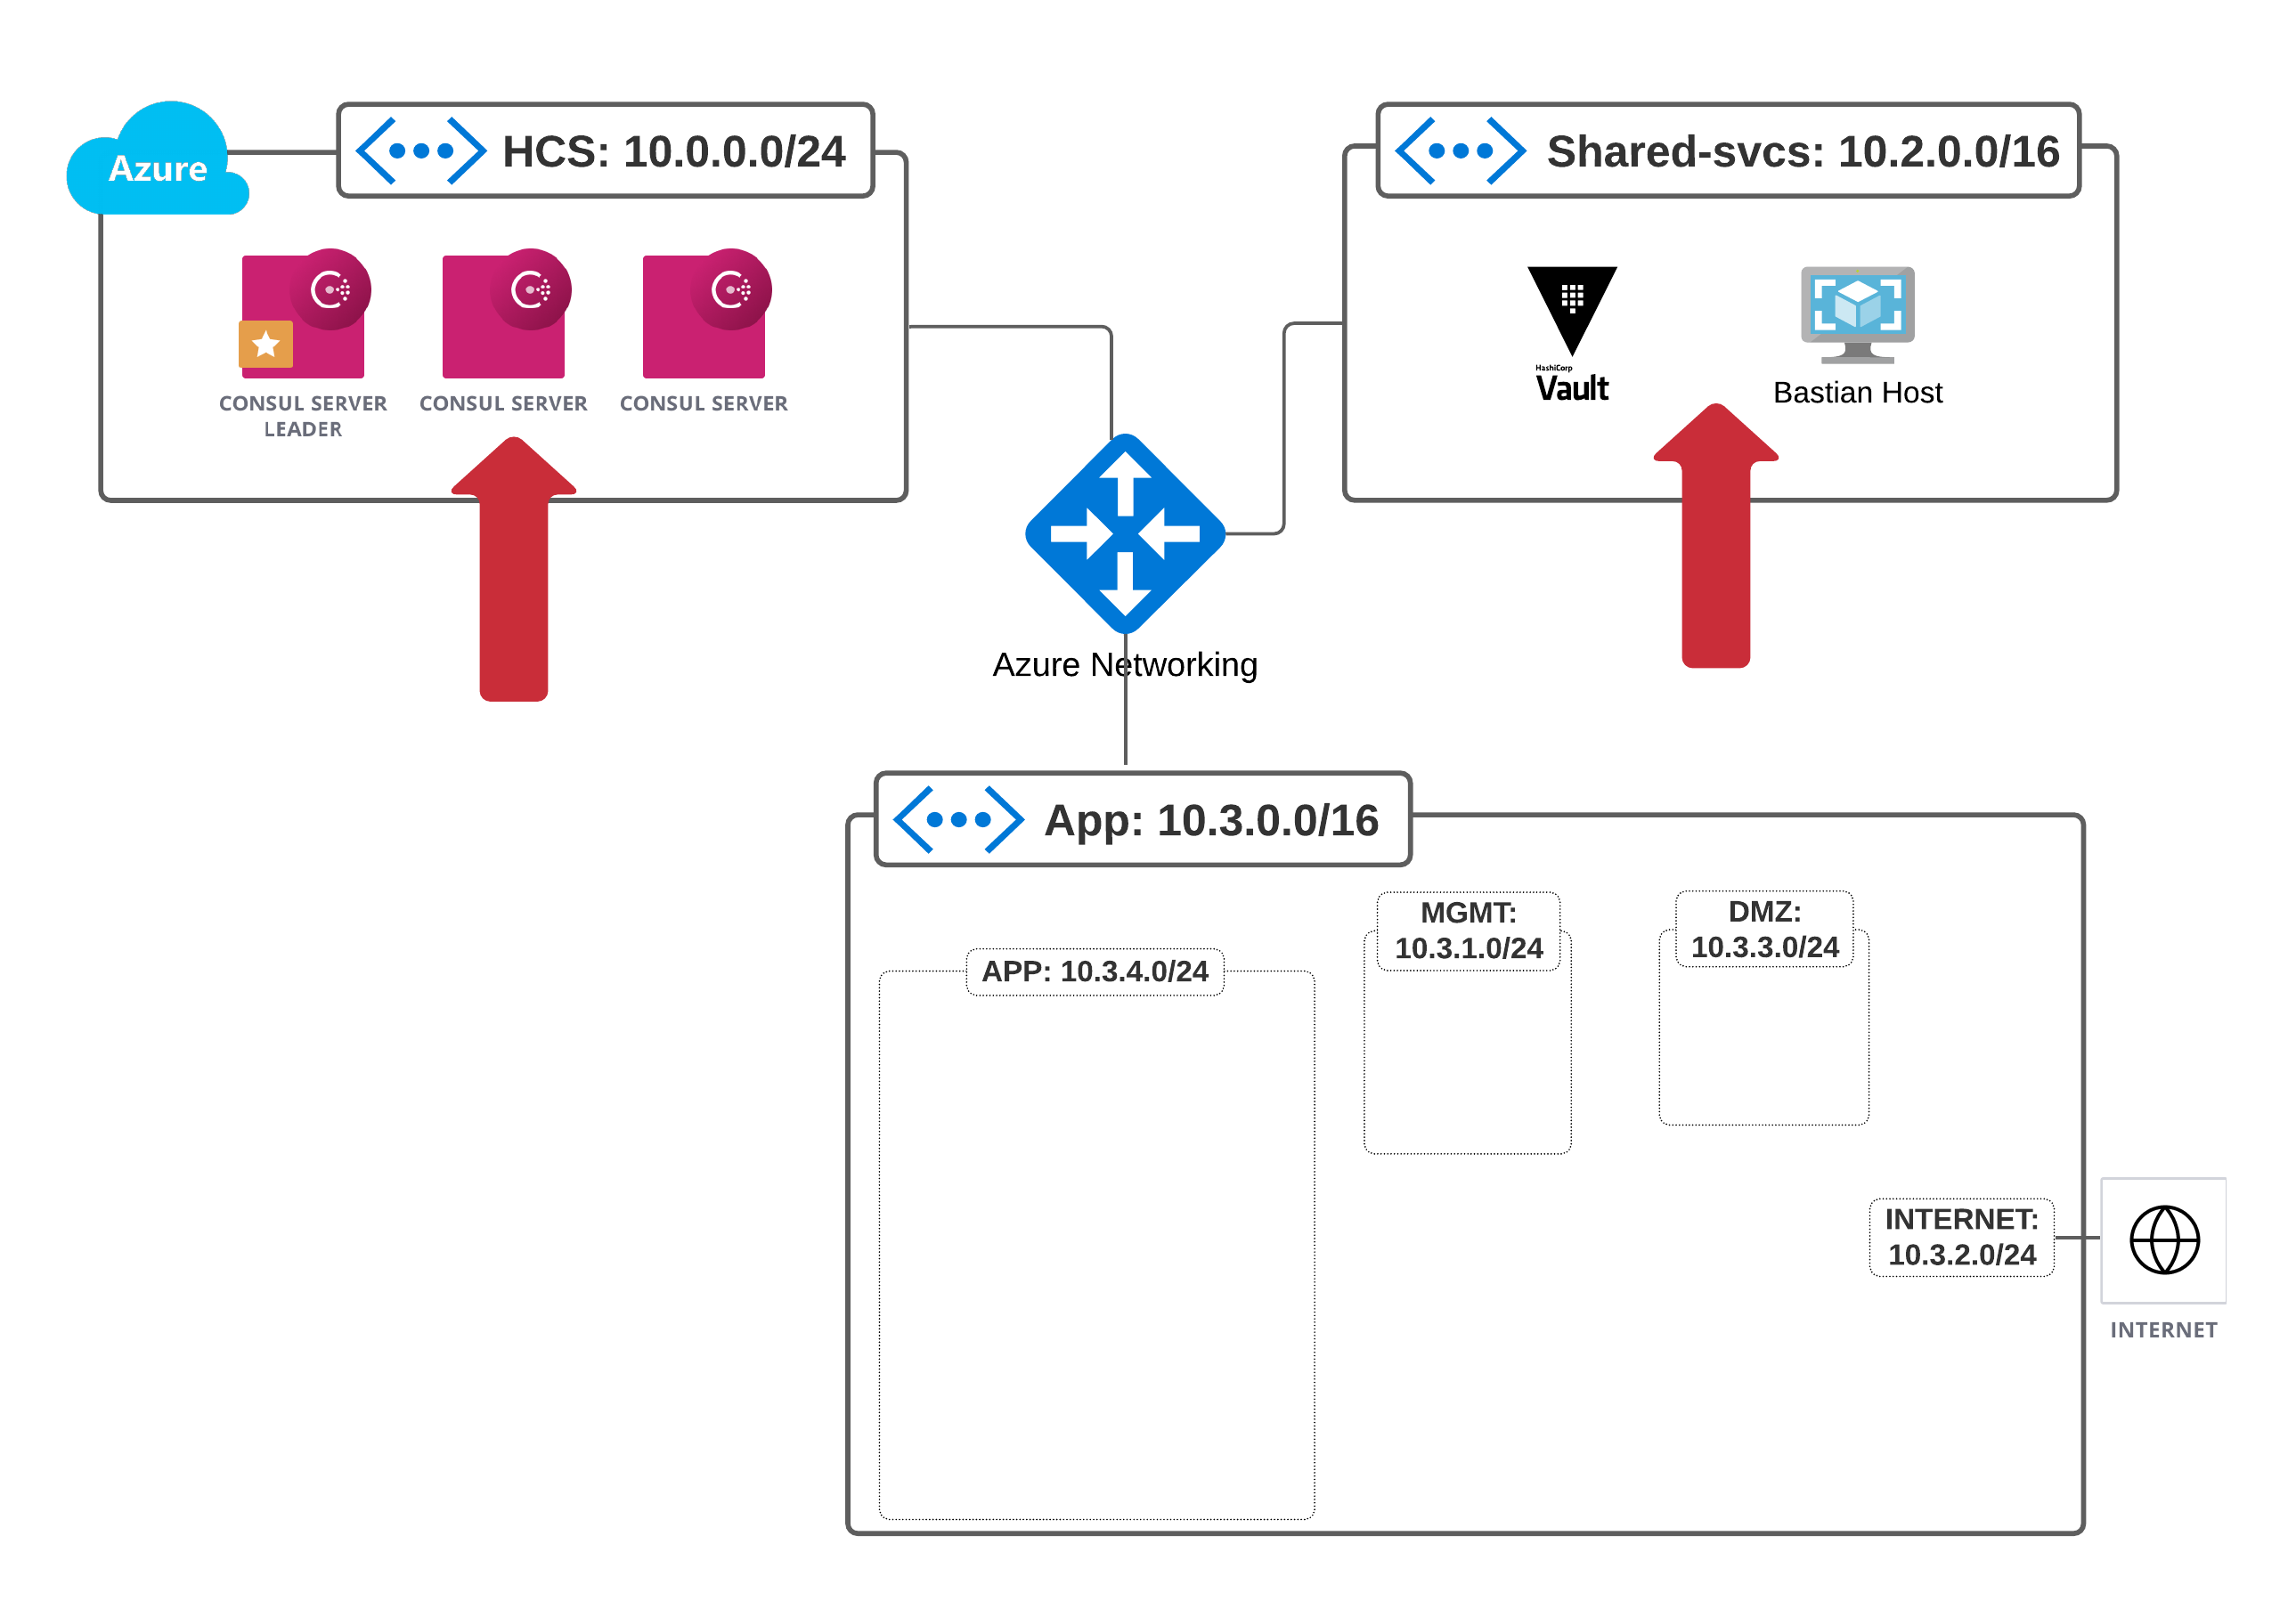 Azure
HCS: 10.0.0.0/24
Shared-svcs: 10.2.0.0/16
CONSUL SERVER
LEADER
CONSUL SERVER
CONSUL SERVER
HashiCorp
Vault
Bastian Host
Azure Networking
App: 10.3.0.0/16
MGMT:
10.3.1.0/24
DMZ:
10.3.3.0/24
APP: 10.3.4.0/24
INTERNET:
10.3.2.0/24
INTERNET